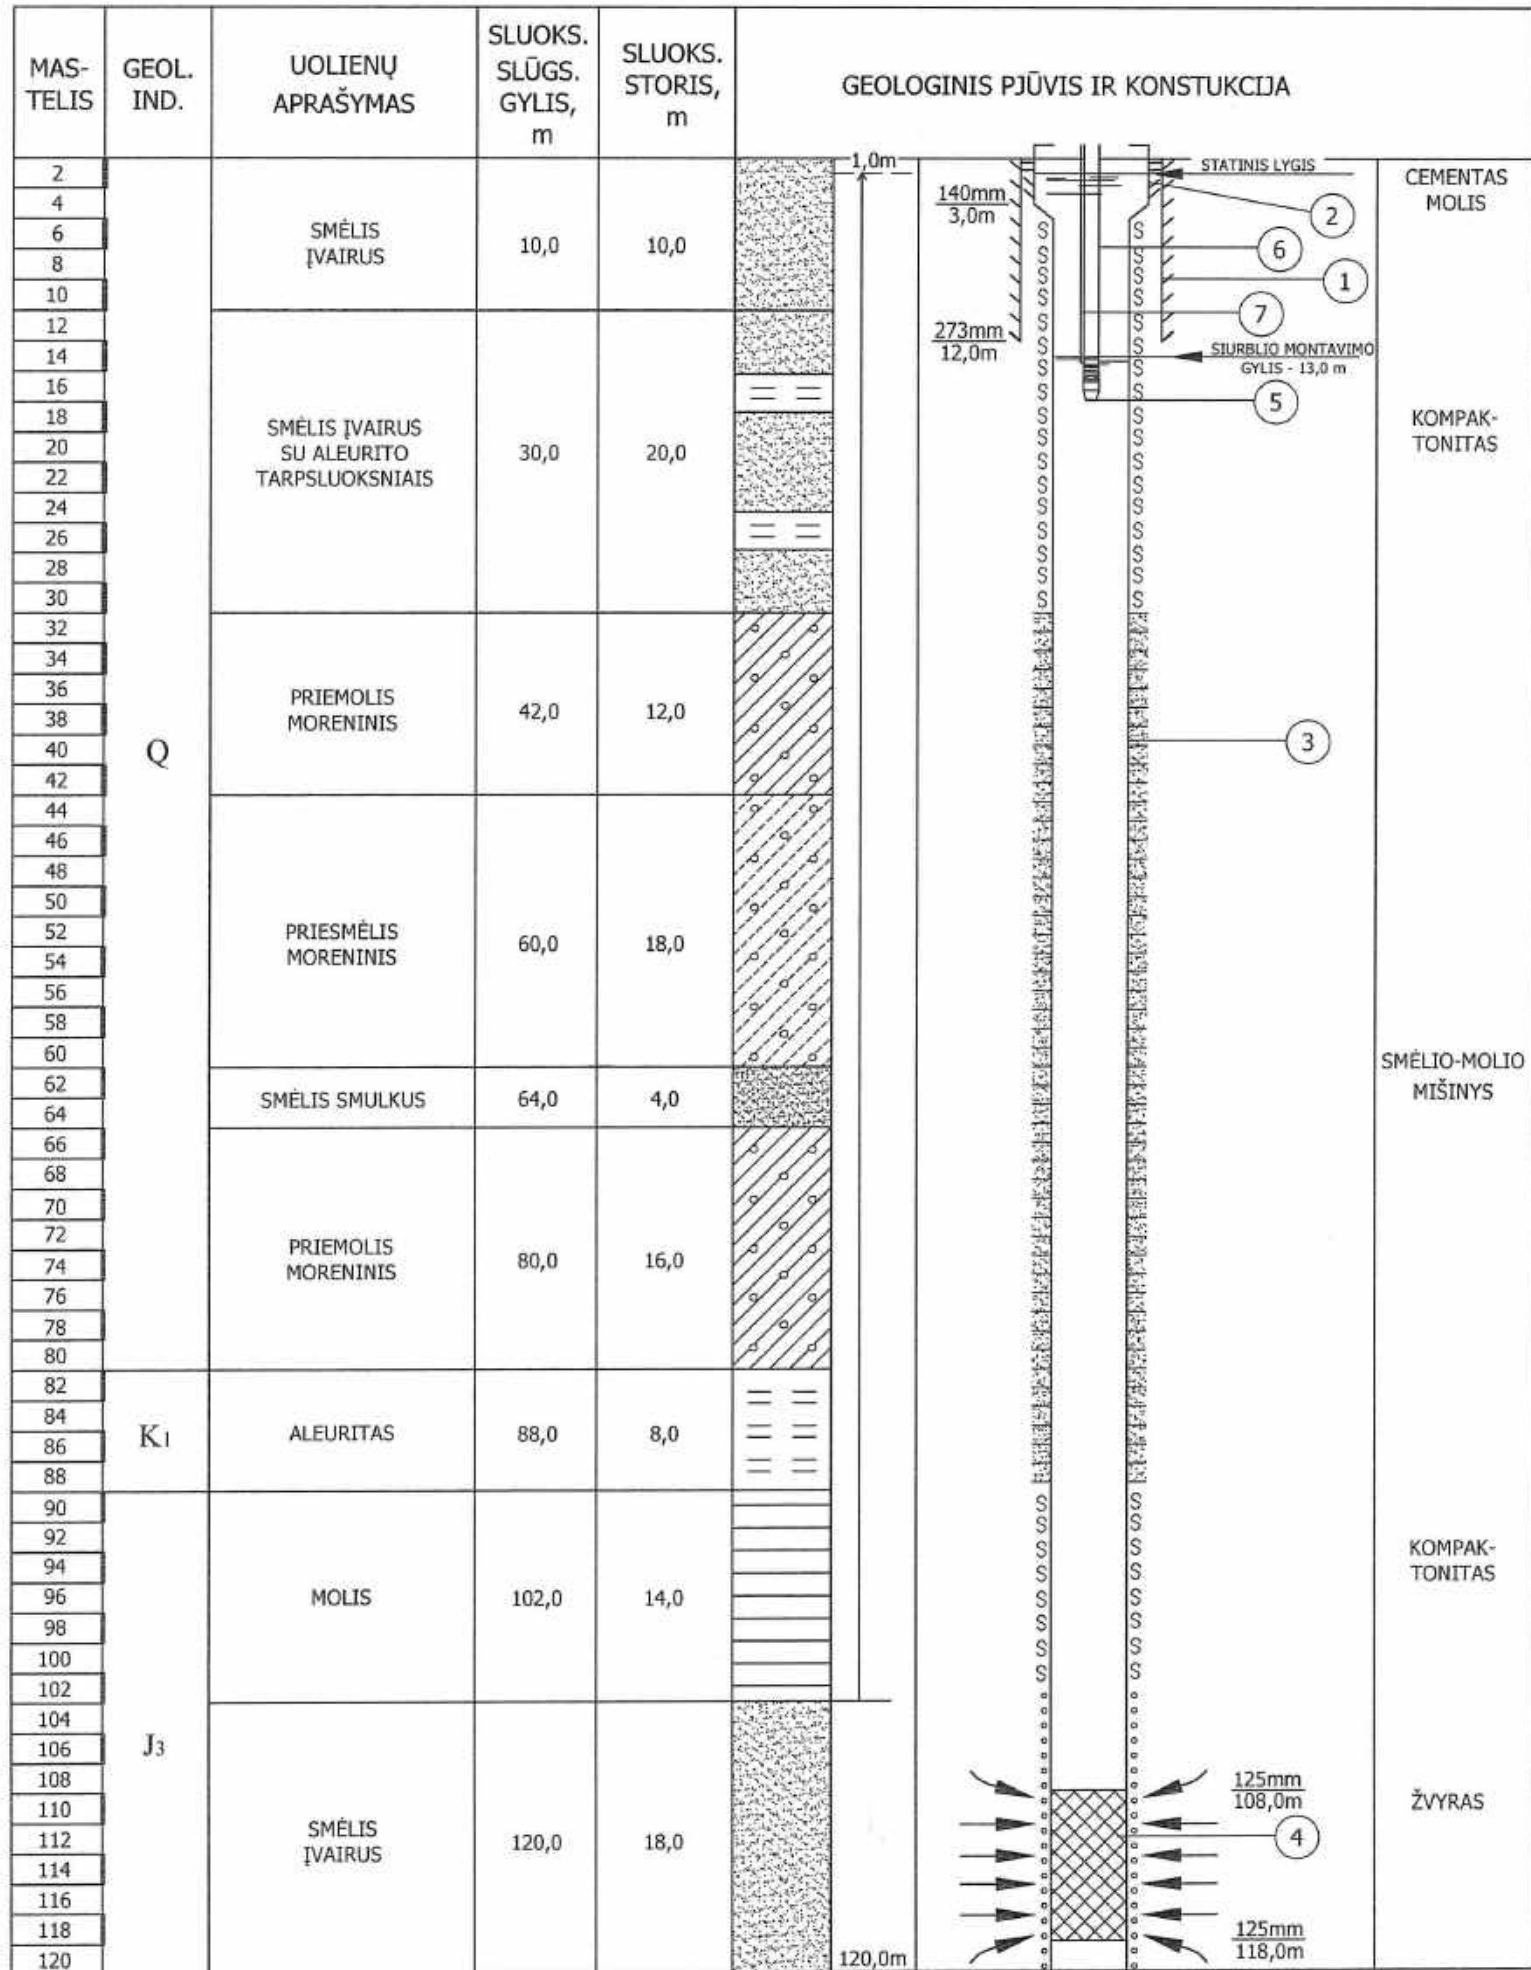 MAS-
TELIS
GEOL.
IND.
UOLIENŲ
APRAŠYMAS
SLUOKS.
SLŪGS.
GYLIS,
m
SLUOKS.
STORIS,
m
GEOLOGINIS PJŪVIS IR KONSTUKCIJA
2
4
6
8
10
12
14
16
18
20
22
24
26
28
30
32
34
36
38
40
42
44
46
48
50
52
54
56
58
60
62
64
66
68
70
72
74
76
78
80
82
84
86
88
90
92
94
96
98
100
102
104
106
108
110
112
114
116
118
120
Q
K1
J3
SMĖLIS
ĮVAIRUS
10,0
10,0
SMĖLIS ĮVAIRUS
SU ALEURITO
TARPSLUOKSNIAIS
30,0
20,0
PRIEMOLIS
MORENINIS
42,0
12,0
PRIESMĖLIS
MORENINIS
60,0
18,0
SMĖLIS SMULKUS
64,0
4,0
PRIEMOLIS
MORENINIS
80,0
16,0
ALEURITAS
88,0
8,0
MOLIS
102,0
14,0
SMĖLIS
ĮVAIRUS
120,0
18,0
1,0m
120,0m
140mm
3,0m
273mm
12,0m
STATINIS LYGIS
2
6
1
7
SIURBLIO MONTAVIMO
GYLIS - 13,0 m
5
3
125mm
108,0m
4
125mm
118,0m
CEMENTAS
MOLIS
KOMPAK-
TONITAS
SMĖLIO-MOLIO
MIŠINYS
KOMPAK-
TONITAS
ŽVYRAS